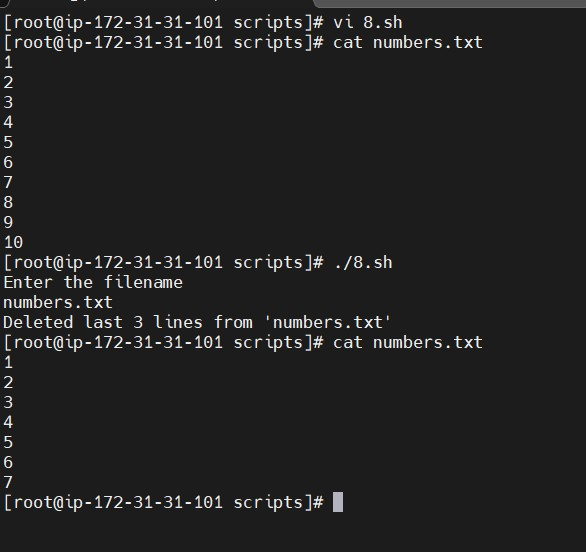 [root@ip-172-31-31-101 scripts]# vi 8.sh
[root@ip-172-31-31-101 scripts]# cat numbers.txt
1
2
3
4
5
6
7
8
9
10
[root@ip-172-31-31-101 scripts]# ./8.sh
Enter the filename
numbers.txt
Deleted last 3 lines from 'numbers.txt'
[root@ip-172-31-31-101 scripts]# cat numbers.txt
1
2
3
4
5
6
7
[root@ip-172-31-31-101 scripts]#